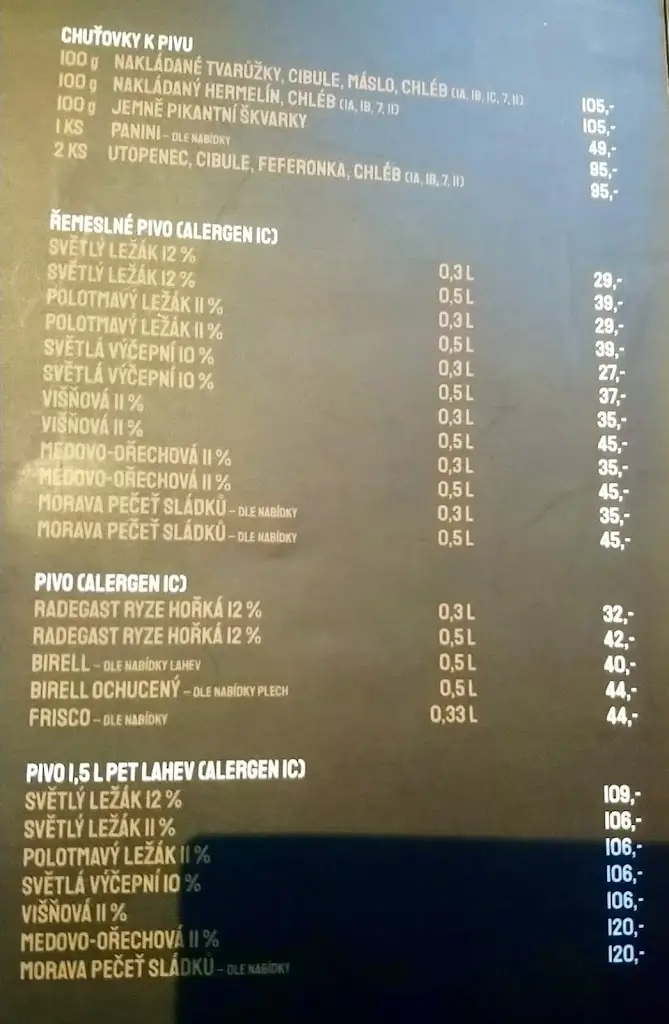 CHUŤOVKY K PIVU
100 g NAKLÁDANÉ TVARŮŽKY, CIBULE, MÁSLO, CHLÉB (1A, 1B, 1C, 7, 11) 105,-
100 g NAKLÁDANÝ HERMELÍN, CHLÉB (1A, 1B, 7, 11) 105,-
100 g JEMNĚ PIKANTNÍ ŠKVARKY 49,-
1 KS PANINI – DLE NABÍDKY 95,-
2 KS UTOPENEC, CIBULE, FEFERONKA, CHLÉB (1A, 1B, 7, 11) 95,-
ŘEMESLNÉ PIVO (ALERGEN 1C)
SVĚTLÝ LEŽÁK 12 % 0,3 L 29,-
SVĚTLÝ LEŽÁK 12 % 0,5 L 39,-
POLOTMAVÝ LEŽÁK 11 % 0,3 L 29,-
POLOTMAVÝ LEŽÁK 11 % 0,5 L 39,-
SVĚTLÁ VÝČEPNÍ 10 % 0,3 L 27,-
SVĚTLÁ VÝČEPNÍ 10 % 0,5 L 37,-
VIŠŇOVÁ 11 % 0,3 L 35,-
VIŠŇOVÁ 11 % 0,5 L 45,-
MEDOVO-OŘECHOVÁ 11 % 0,3 L 35,-
MEDOVO-OŘECHOVÁ 11 % 0,5 L 45,-
MORAVA PEČEŤ SLÁDKŮ – DLE NABÍDKY 0,3 L 35,-
MORAVA PEČEŤ SLÁDKŮ – DLE NABÍDKY 0,5 L 45,-
PIVO (ALERGEN 1C)
RADEGAST RYZE HOŘKÁ 12 % 0,3 L 32,-
RADEGAST RYZE HOŘKÁ 12 % 0,5 L 42,-
BIRELL – DLE NABÍDKY LAHEV 0,5 L 40,-
BIRELL OCHUCENÝ – DLE NABÍDKY PLECH 0,5 L 44,-
FRISCO – DLE NABÍDKY 0,33 L 44,-
PIVO 1,5 L PET LAHEV (ALERGEN 1C)
SVĚTLÝ LEŽÁK 12 % 109,-
SVĚTLÝ LEŽÁK 11 % 106,-
POLOTMAVÝ LEŽÁK 11 % 106,-
SVĚTLÁ VÝČEPNÍ 10 % 106,-
VIŠŇOVÁ 11 % 106,-
MEDOVO-OŘECHOVÁ 11 % 120,-
MORAVA PEČEŤ SLÁDKŮ – DLE NABÍDKY 120,-